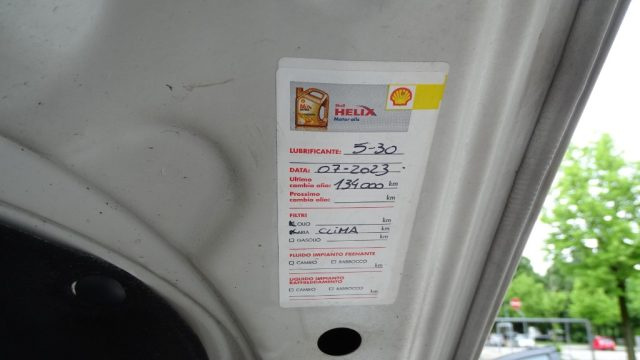 Shell
HELIX
Motor oils
LUBRIFICANTE: 5-30
DATA: 07-2023
Ultimo
cambio olio: 134000 km
Prossimo
cambio olio: km
FILTRI
OLIO km
ARIA CLIMA km
GASOLIO km
FLUIDO IMPIANTO FRENANTE
CAMBIO RABBOCCO km
LIQUIDO IMPIANTO
RAFFREDDAMENTO
CAMBIO RABBOCCO km